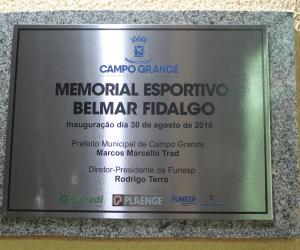 CAMPO GRANDE
MEMORIAL ESPORTIVO
BELMAR FIDALGO
Inauguração dia 30 de agosto de 2018
Prefeito Municipal de Campo Grande
Marcos Marcello Trad
Diretor-Presidente da Funesp
Rodrigo Terra
Sicredi PLAENGE FUNESP